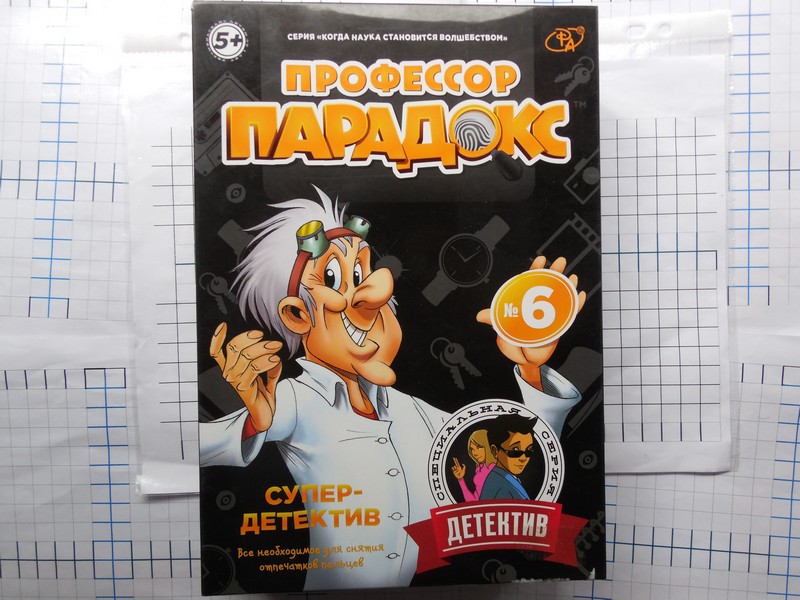 5+
СЕРИЯ «КОГДА НАУКА СТАНОВИТСЯ ВОЛШЕБСТВОМ»
ПРОФЕССОР
ПАРАДОКС™
№6
СПЕЦИАЛЬНАЯ СЕРИЯ
ДЕТЕКТИВ
СУПЕР-
ДЕТЕКТИВ
Все необходимое для снятия
отпечатков пальцев